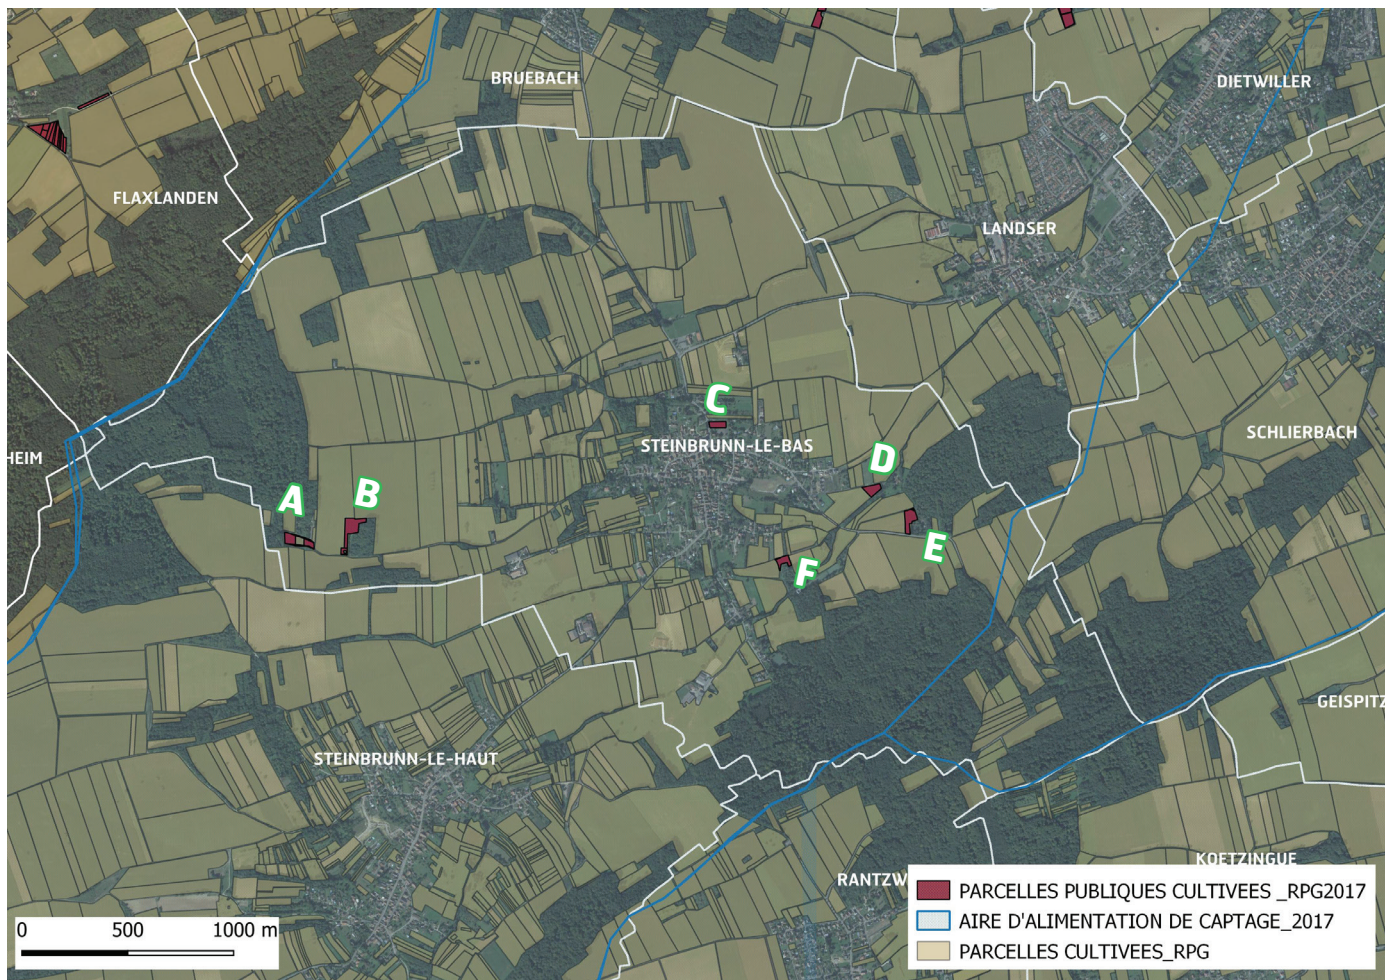 BRUEBACH
DIETWILLER
FLAXLANDEN
LANDSER
C
STEINBRUNN-LE-BAS
SCHLIERBACH
HEIM
D
A
B
E
F
GEISPITZ
STEINBRUNN-LE-HAUT
KOETZINGUE
RANTZW
PARCELLES PUBLIQUES CULTIVEES _RPG2017
AIRE D'ALIMENTATION DE CAPTAGE_2017
PARCELLES CULTIVEES_RPG
0 500 1000 m